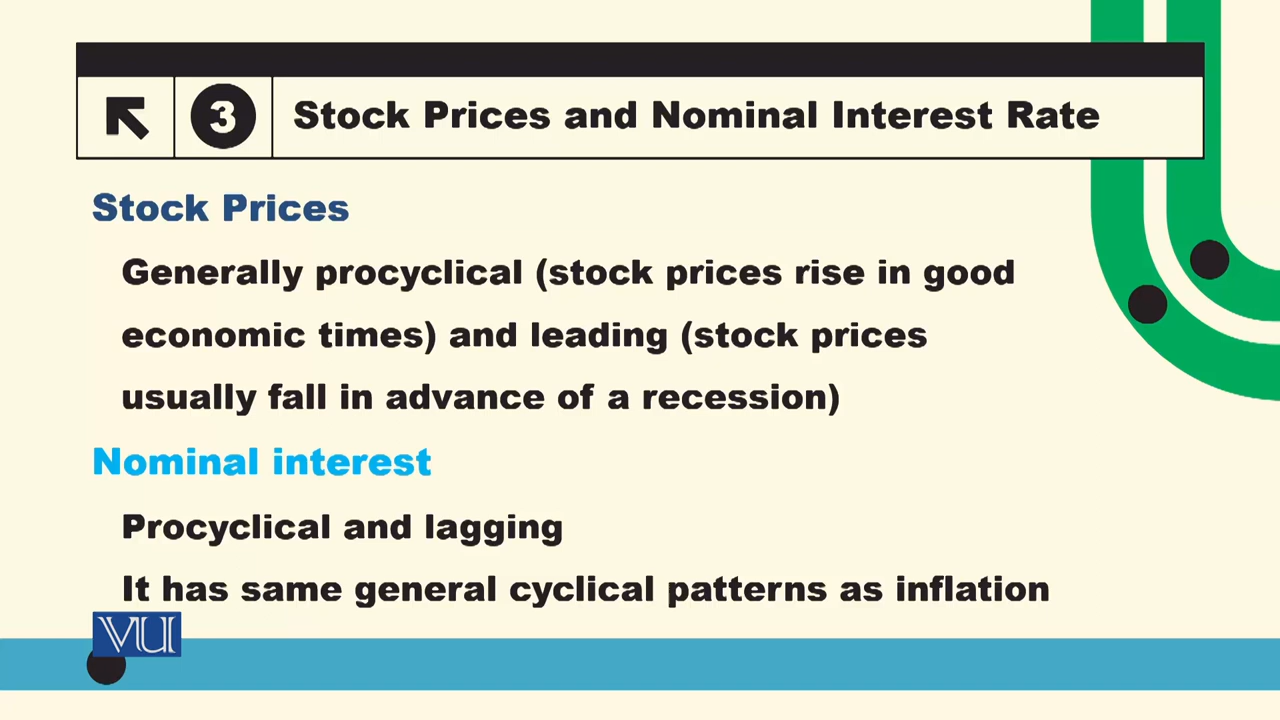 3 Stock Prices and Nominal Interest Rate
Stock Prices
Generally procyclical (stock prices rise in good
economic times) and leading (stock prices
usually fall in advance of a recession)
Nominal interest
Procyclical and lagging
It has same general cyclical patterns as inflation
VU